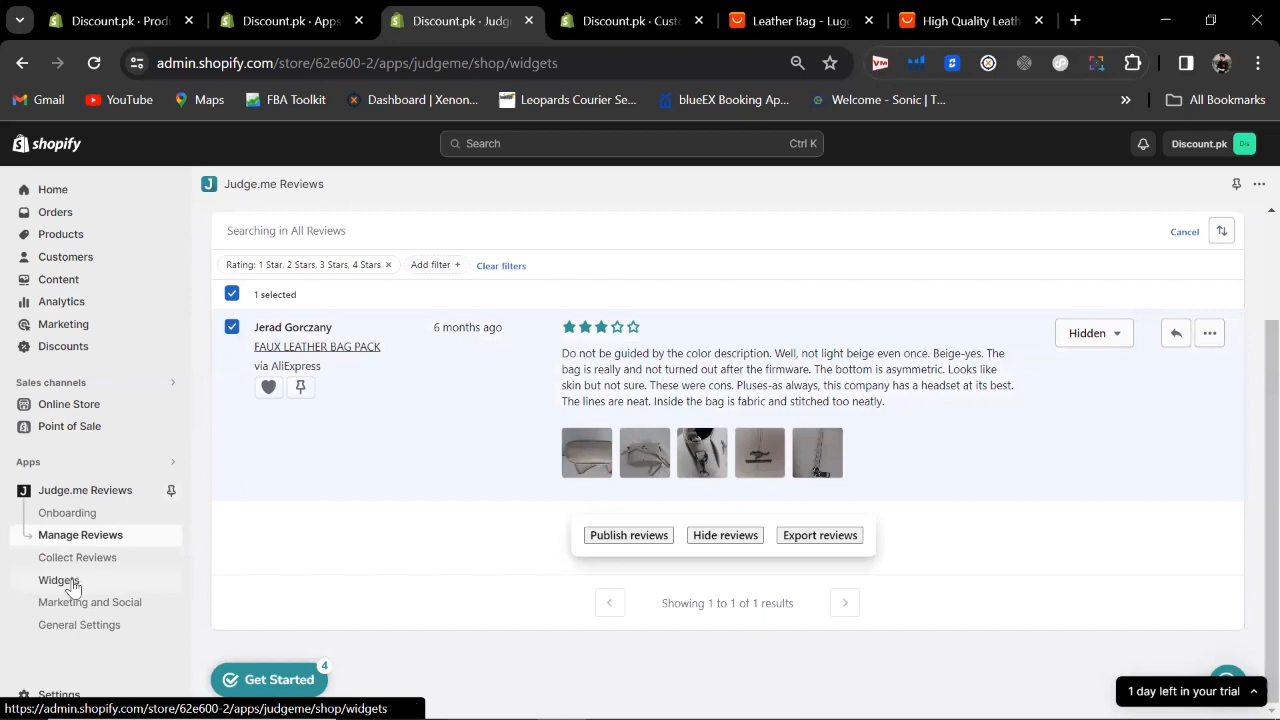 Discount.pk · Produ
Discount.pk · Apps
Discount.pk · Judge
Discount.pk · Custo
Leather Bag - Lugg
High Quality Leath
admin.shopify.com/store/62e600-2/apps/judgeme/shop/widgets
Gmail
YouTube
Maps
FBA Toolkit
Dashboard | Xenon...
Leopards Courier Se...
blueEX Booking Ap...
Welcome - Sonic | T...
All Bookmarks
shopify
Search
Ctrl K
Discount.pk
Dis
Home
Orders
Products
Customers
Content
Analytics
Marketing
Discounts
Sales channels
Online Store
Point of Sale
Apps
Judge.me Reviews
Onboarding
Manage Reviews
Collect Reviews
Widgets
Marketing and Social
General Settings
Settings
Judge.me Reviews
Searching in All Reviews
Cancel
Rating: 1 Star, 2 Stars, 3 Stars, 4 Stars
Add filter +
Clear filters
1 selected
Jerad Gorczany
6 months ago
FAUX LEATHER BAG PACK
via AliExpress
Do not be guided by the color description. Well, not light beige even once. Beige-yes. The
bag is really and not turned out after the firmware. The bottom is asymmetric. Looks like
skin but not sure. These were cons. Pluses-as always, this company has a headset at its best.
The lines are neat. Inside the bag is fabric and stitched too neatly.
Hidden
Publish reviews
Hide reviews
Export reviews
Showing 1 to 1 of 1 results
Get Started
4
1 day left in your trial
https://admin.shopify.com/store/62e600-2/apps/judgeme/shop/widgets